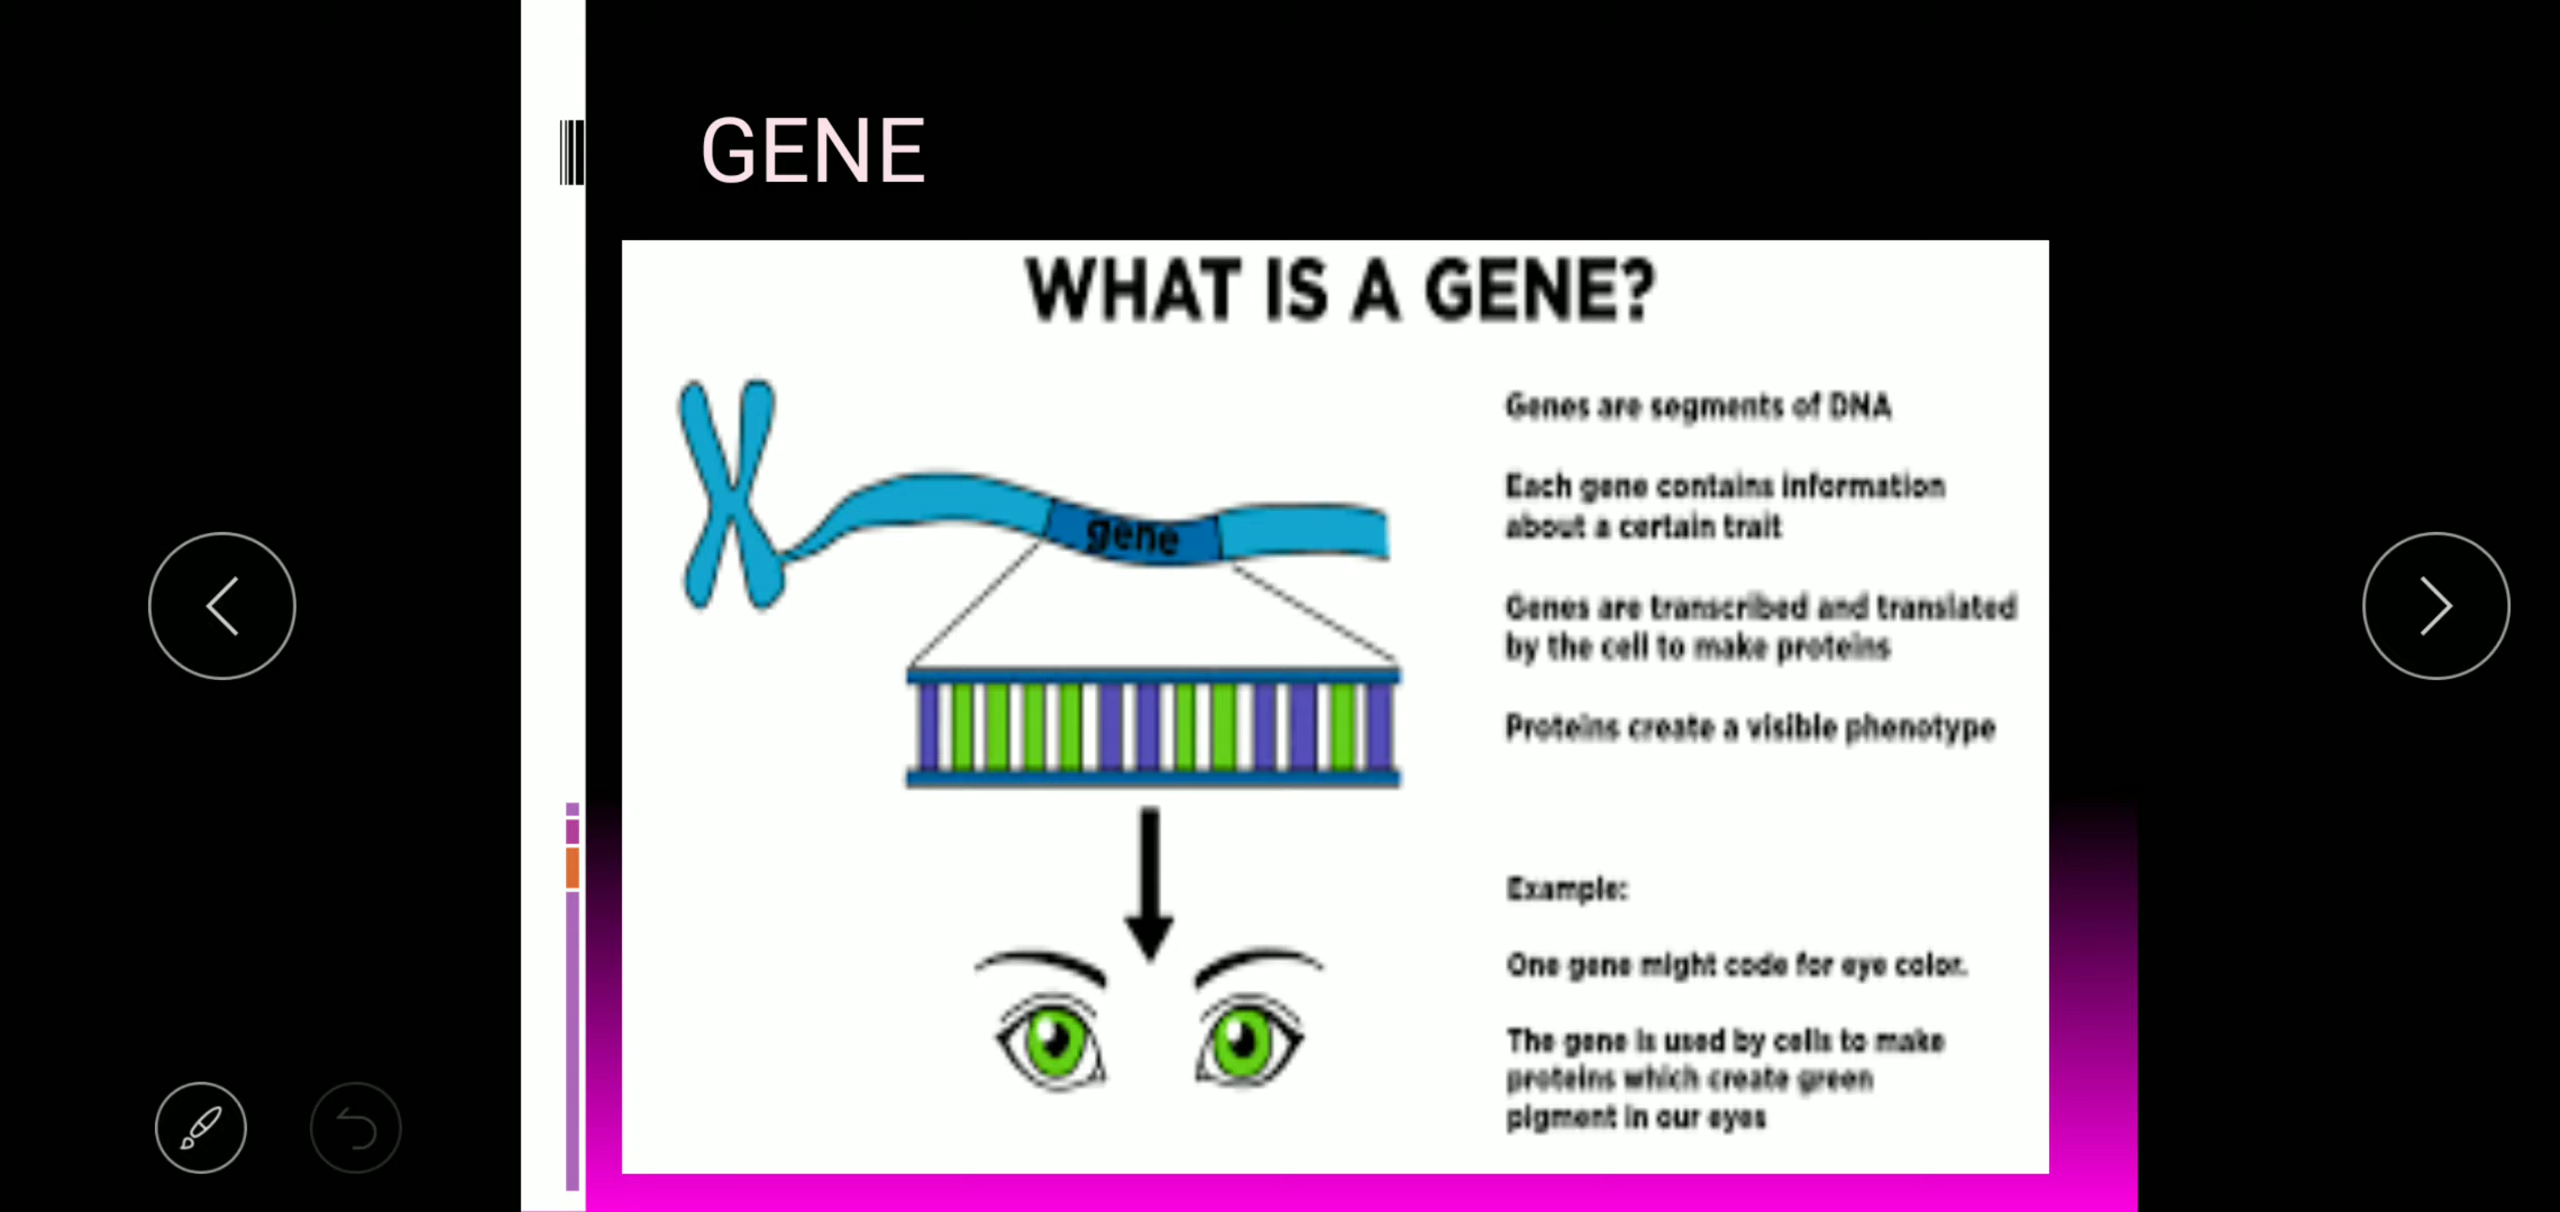 GENE
WHAT IS A GENE?
Genes are segments of DNA
Each gene contains information
about a certain trait
gene
Genes are transcribed and translated
by the cell to make proteins
Proteins create a visible phenotype
Example:
One gene might code for eye color.
The gene is used by cells to make
proteins which create green
pigment in our eyes